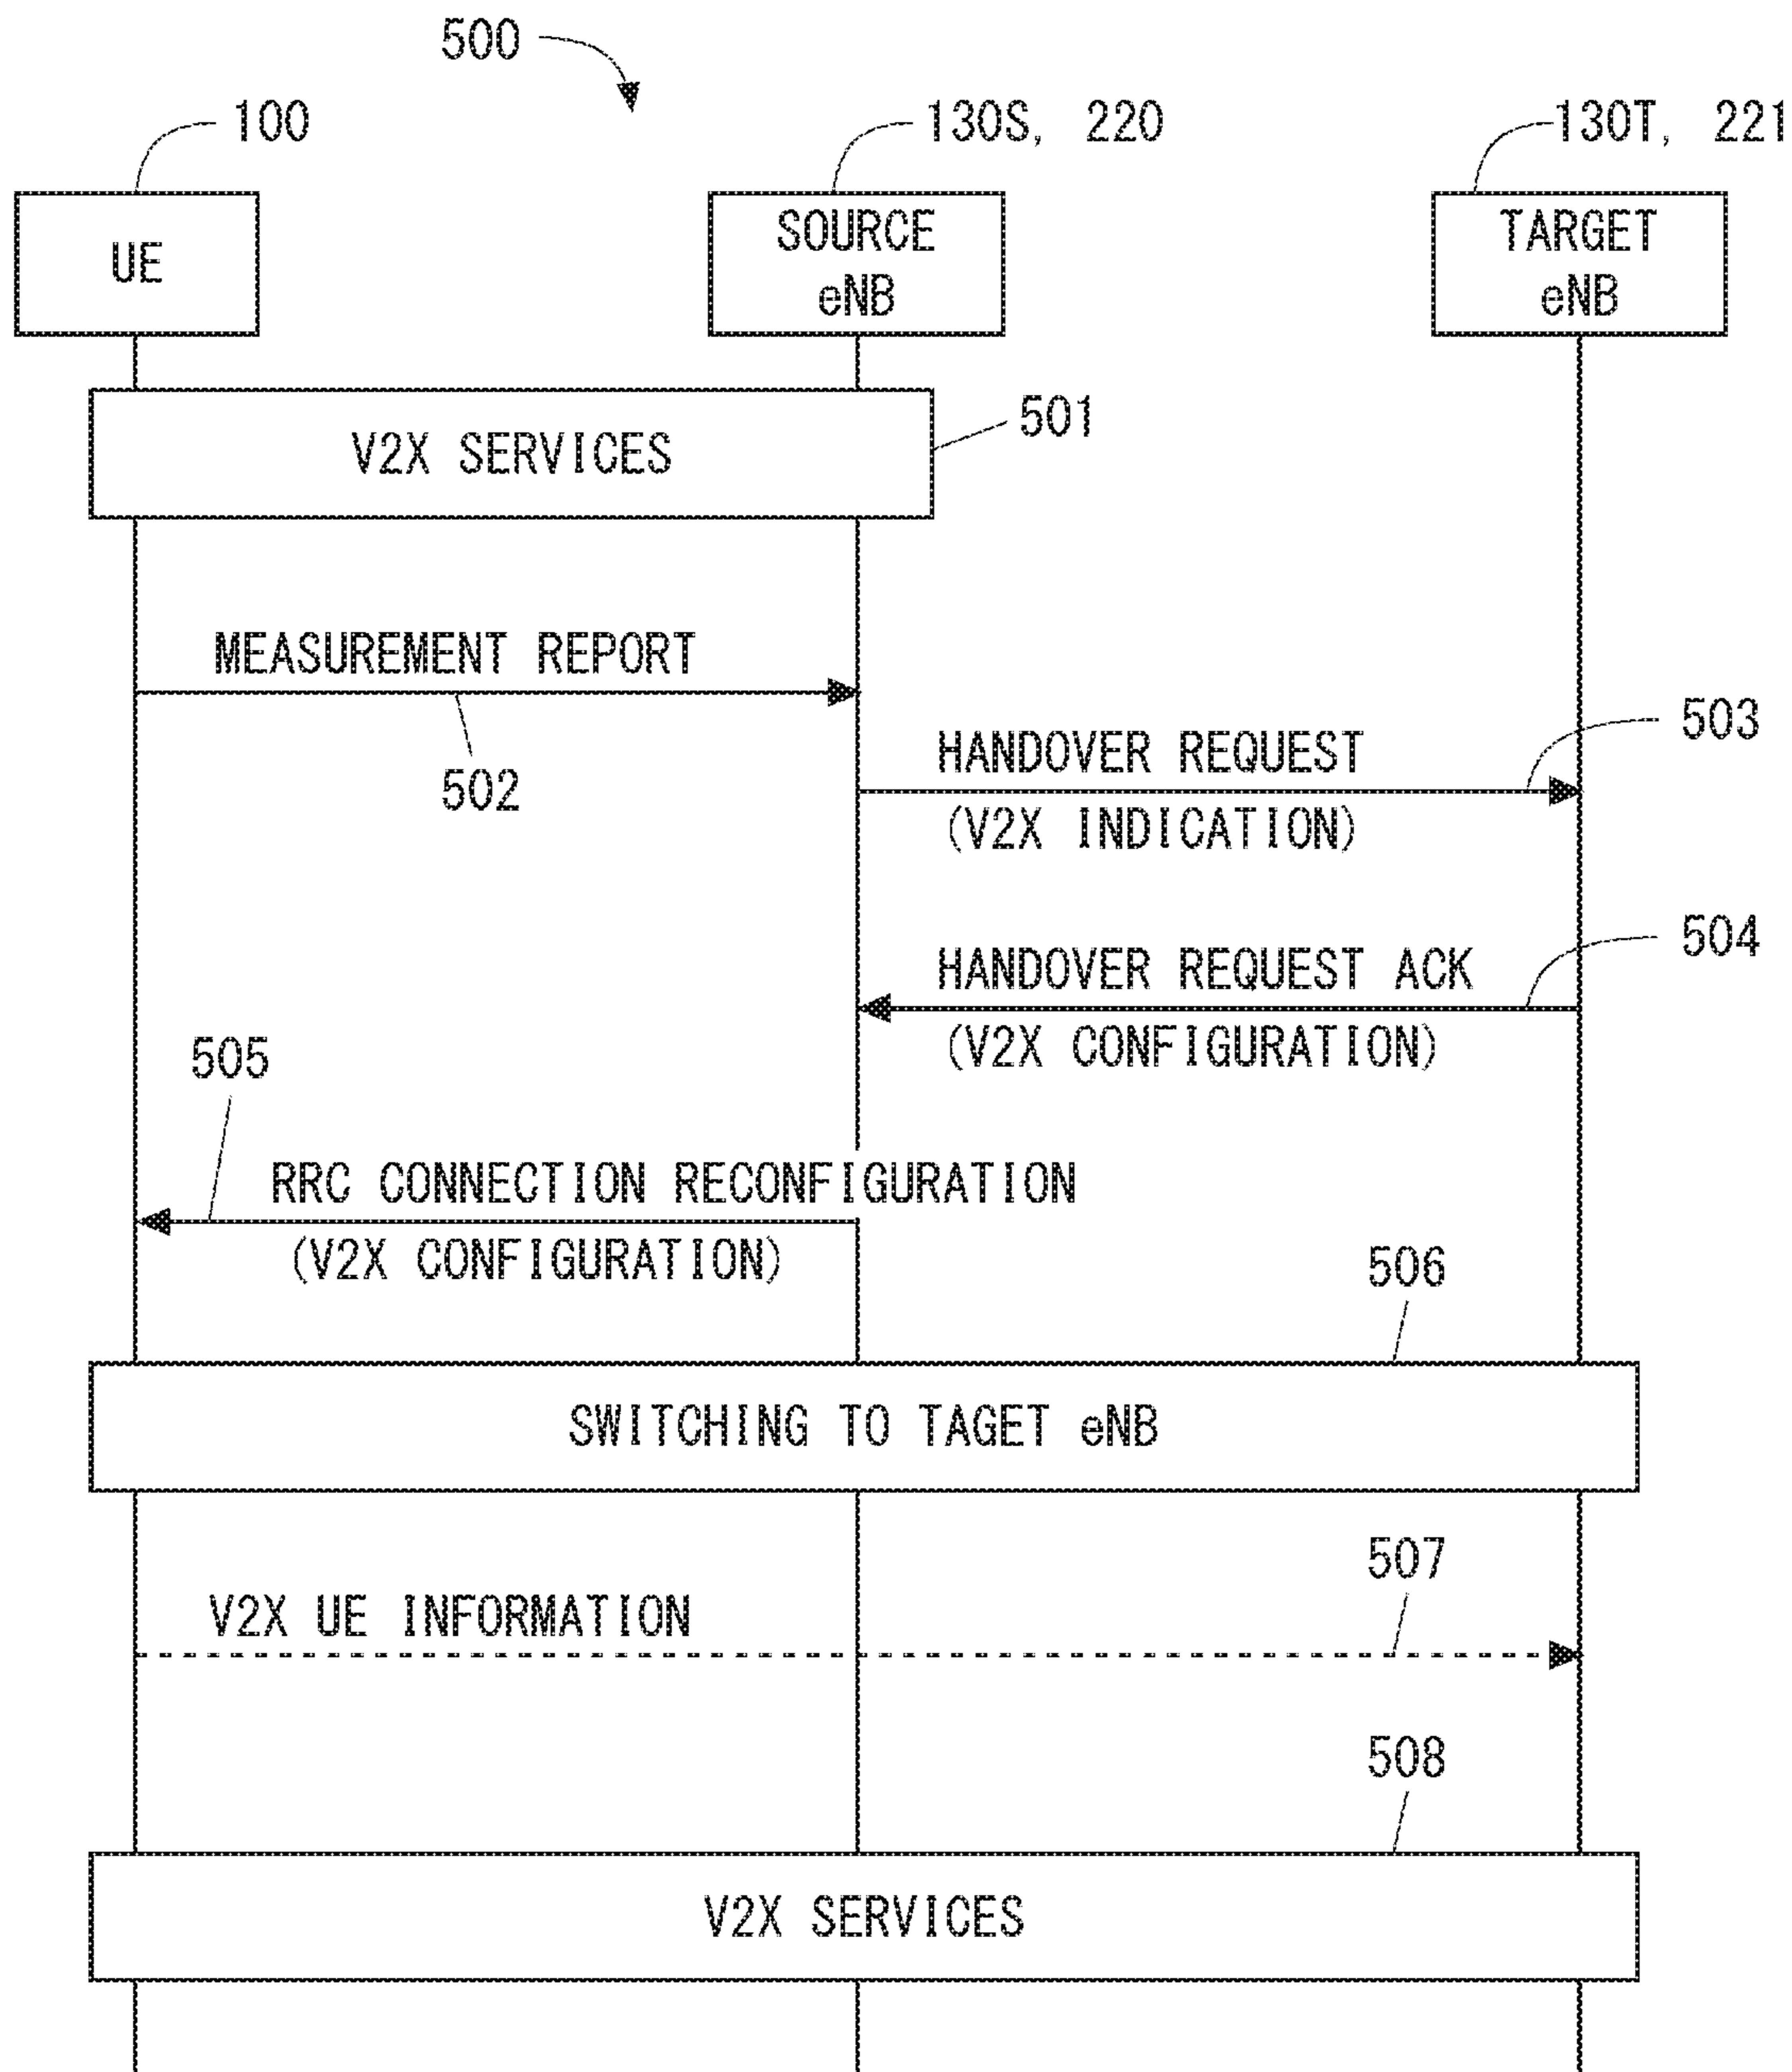 500
100
130S, 220
130T, 221
UE
SOURCE
eNB
TARGET
eNB
V2X SERVICES
501
MEASUREMENT REPORT
502
HANDOVER REQUEST
503
(V2X INDICATION)
HANDOVER REQUEST ACK
504
(V2X CONFIGURATION)
505
RRC CONNECTION RECONFIGURATION
(V2X CONFIGURATION)
506
SWITCHING TO TAGET eNB
507
V2X UE INFORMATION
508
V2X SERVICES